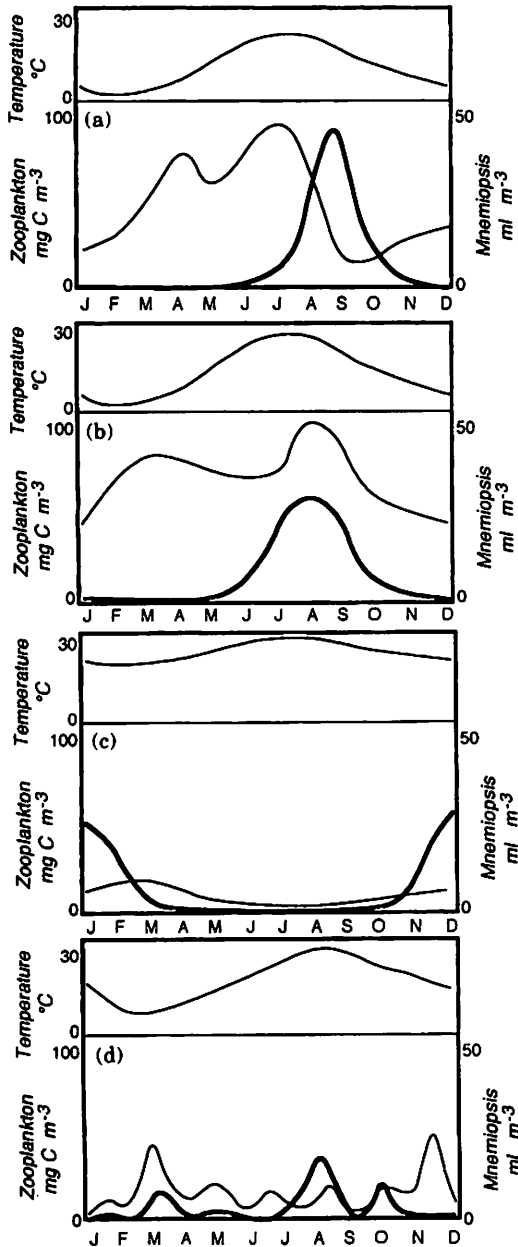 30
Temperature
°C
0
100
(a)
50
Zooplankton
mg C m-3
Mnemiopsis
ml m-3
0
0
J F M A M J J A S O N D
30
Temperature
°C
0
100
(b)
50
Zooplankton
mg C m-3
Mnemiopsis
ml m-3
0
0
J F M A M J J A S O N D
30
Temperature
°C
0
100
(c)
50
Zooplankton
mg C m-3
Mnemiopsis
ml m-3
0
0
J F M A M J J A S O N D
30
Temperature
°C
0
100
(d)
50
Zooplankton
mg C m-3
Mnemiopsis
ml m-3
0
0
J F M A M J J A S O N D